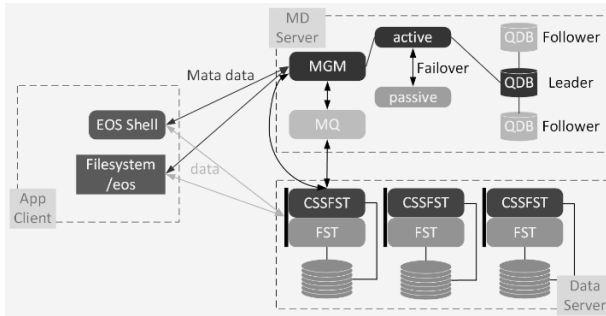 MD
Server
QDB Follower
active
MGM
Failover
QDB Leader
Mata data
passive
EOS Shell
MQ
QDB Follower
Filesystem
/eos
data
App
Client
CSSFST
CSSFST
CSSFST
FST
FST
FST
Data
Server